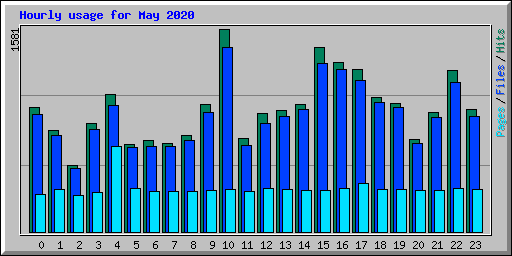 Hourly usage for May 2020
1581
Pages/Files/Hits
0 1 2 3 4 5 6 7 8 9 10 11 12 13 14 15 16 17 18 19 20 21 22 23